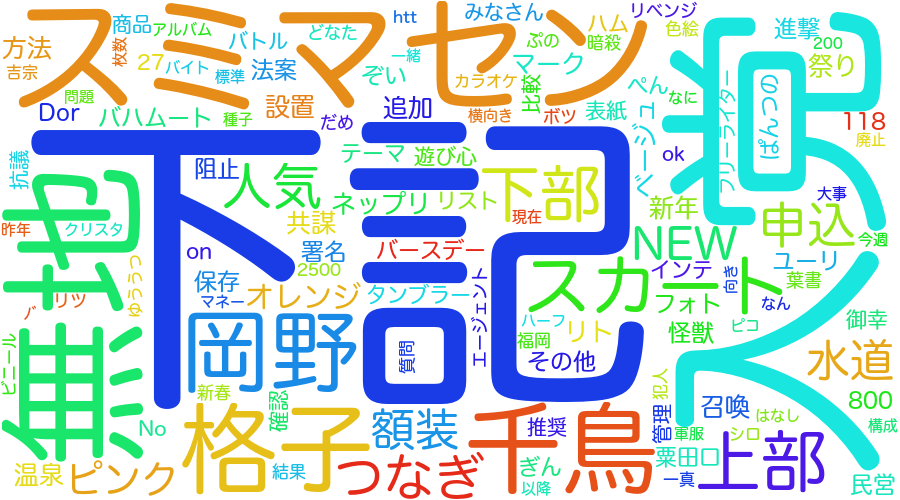 スミマセン
下記
覚
人
無地
岡野
格子
千鳥
スカート
下部
上部
人気
NEW
申込
水道
額装
つなぎ
ピンク
オレンジ
方法
吉宗
問題
商品
アルバム
枚数
27
バイト
標準
バトル
法案
どなた
一緒
htt
みなさん
ぞい
ぷの
暗殺
ハム
リベンジ
色絵
進撃
200
祭り
マーク
カラオケ
比較
横向き
ボツ
表紙
ぺん
なに
フリーライター
ぱんつの
118
廃止
ok
ベージュ
大事
今週
新年
Dor
バハムート
種子
設置
だめ
追加
阻止
テーマ
遊び心
ネップリ
リスト
現在
抗議
昨年
クリスタ
ゆううつ
バ
リツ
ビニール
on
共謀
署名
2500
保存
マネー
バースデー
タンブラー
エージェント
インテ
向き
ユーリ
葉書
なん
フォト
怪獣
ピコ
御幸
ハーフ
リト
福岡
その他
質問
新春
確認
No
温泉
結果
推奨
ぎん
以降
管理
犯人
軍服
召喚
はなし
シロ
粟田口
一真
800
構成
民営